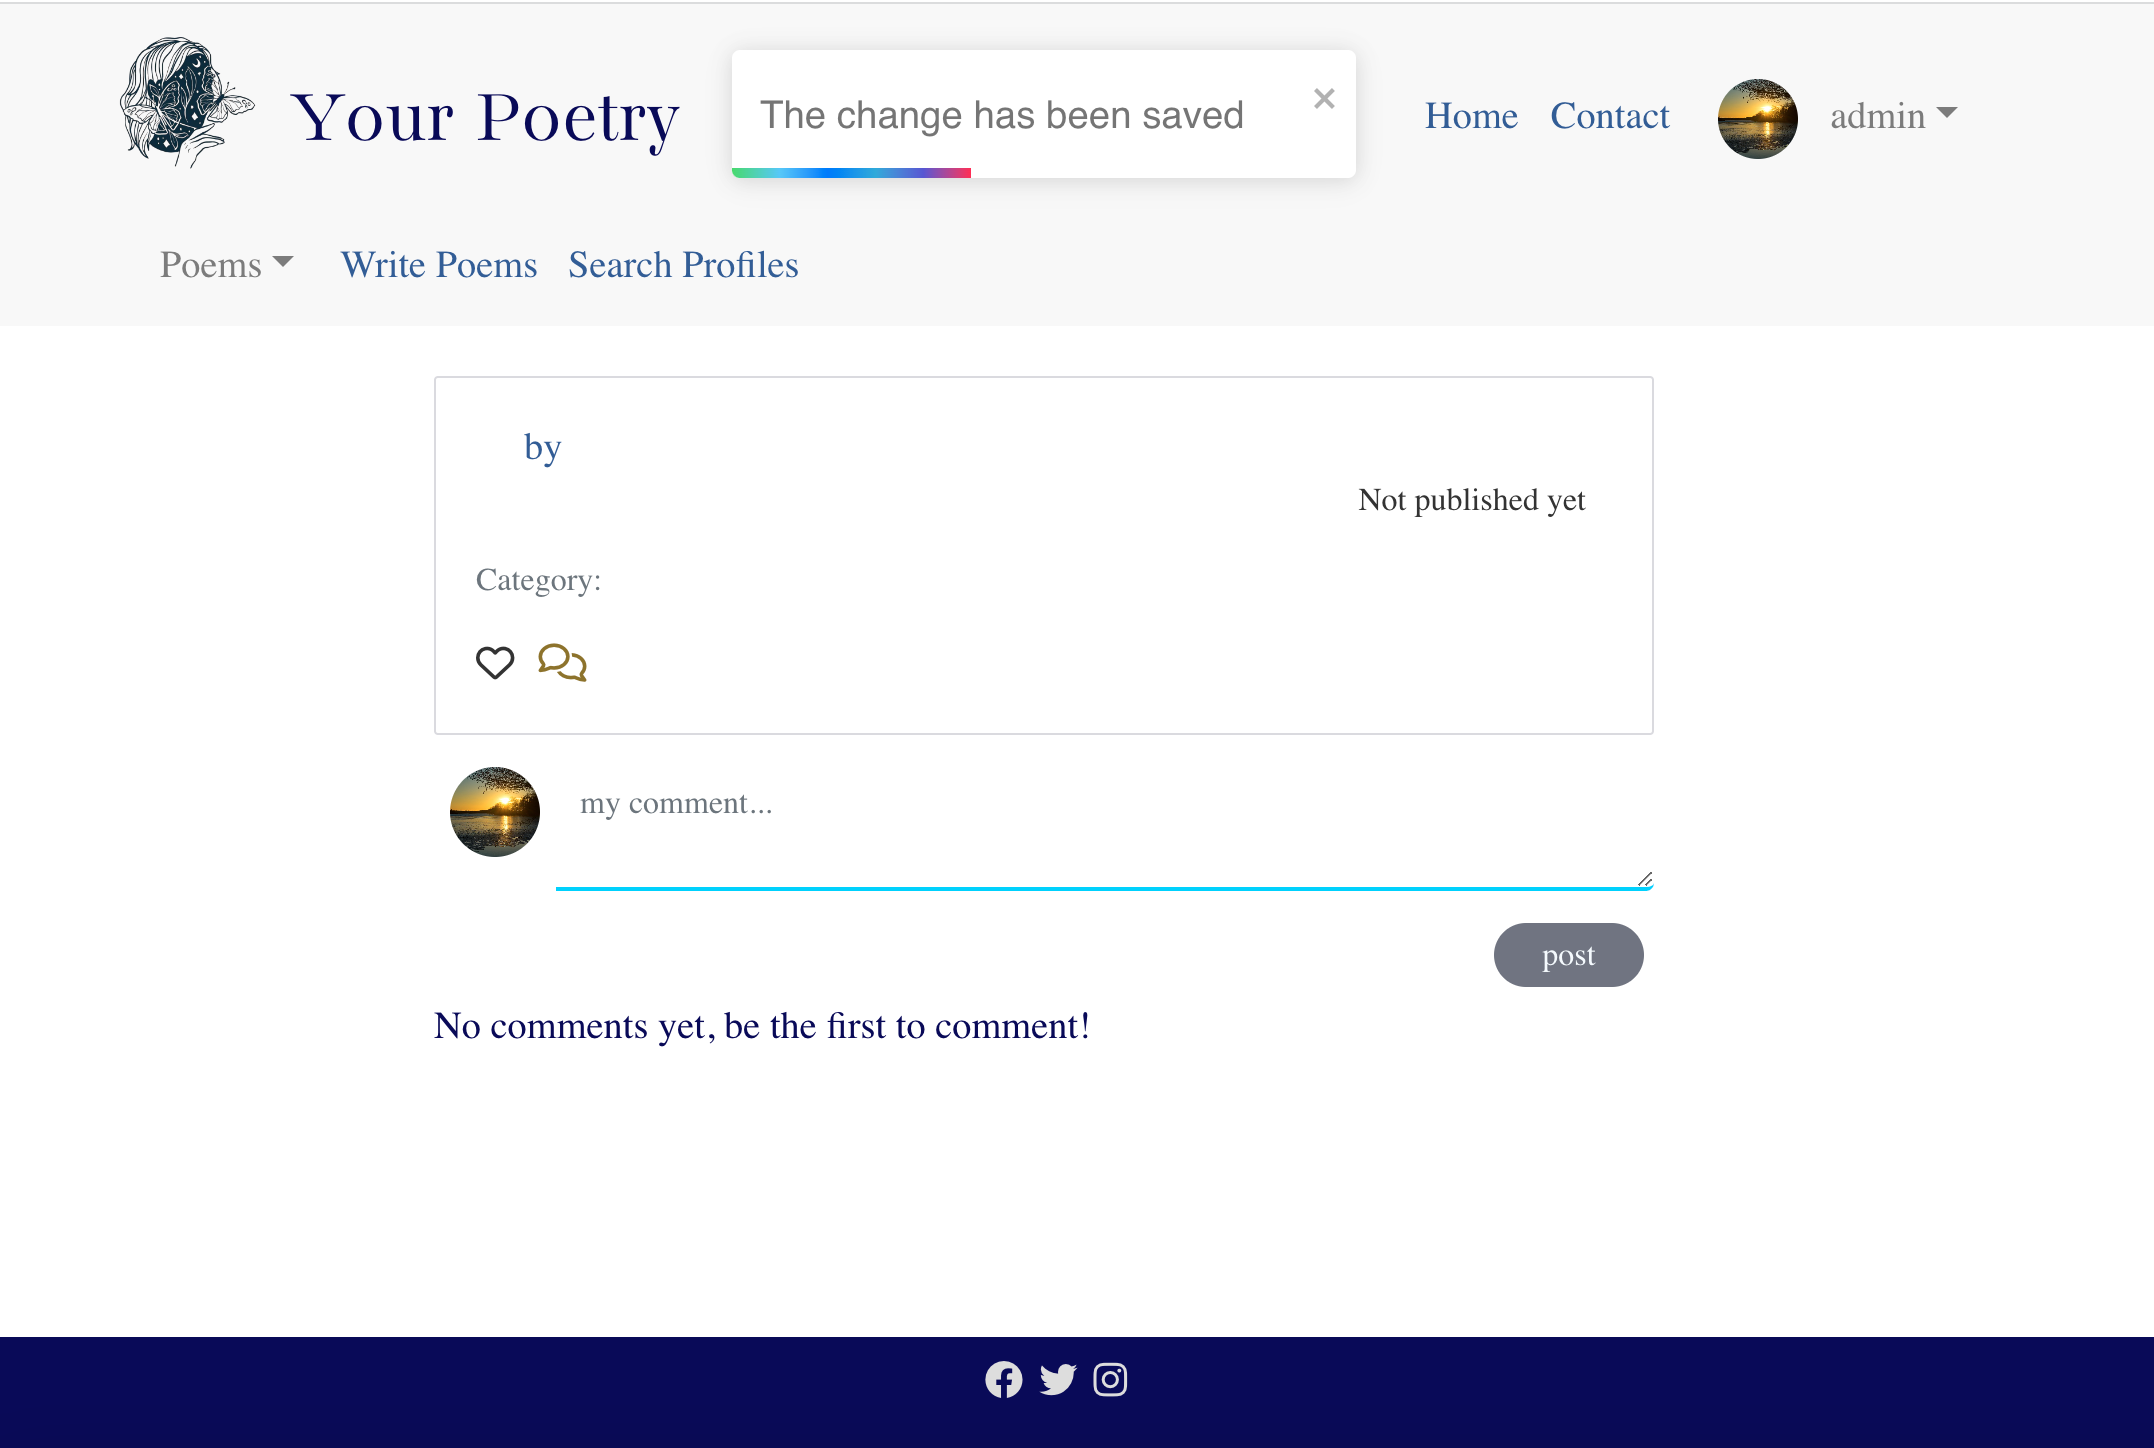 Your Poetry
The change has been saved
×
Home Contact admin
Poems Write Poems Search Profiles
by
Not published yet
Category:
my comment...
post
No comments yet, be the first to comment!